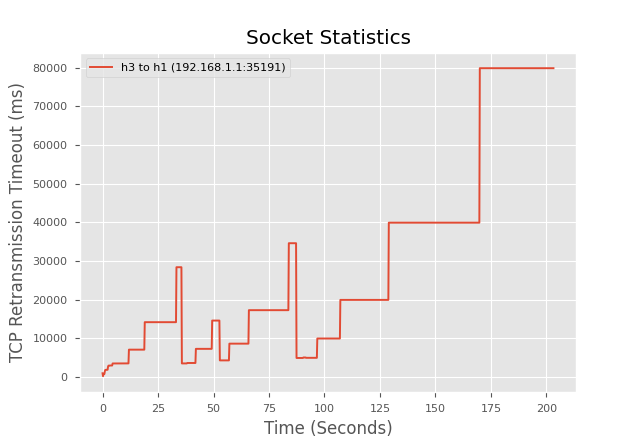 Socket Statistics
h3 to h1 (192.168.1.1:35191)
TCP Retransmission Timeout (ms)
80000
70000
60000
50000
40000
30000
20000
10000
0
0 25 50 75 100 125 150 175 200
Time (Seconds)